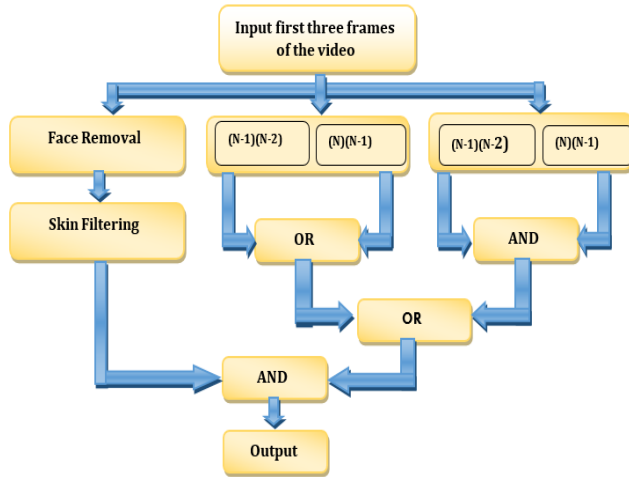 Input first three frames
of the video
Face Removal
(N-1)(N-2)
(N)(N-1)
(N-1)(N-2)
(N)(N-1)
Skin Filtering
OR
AND
OR
AND
Output